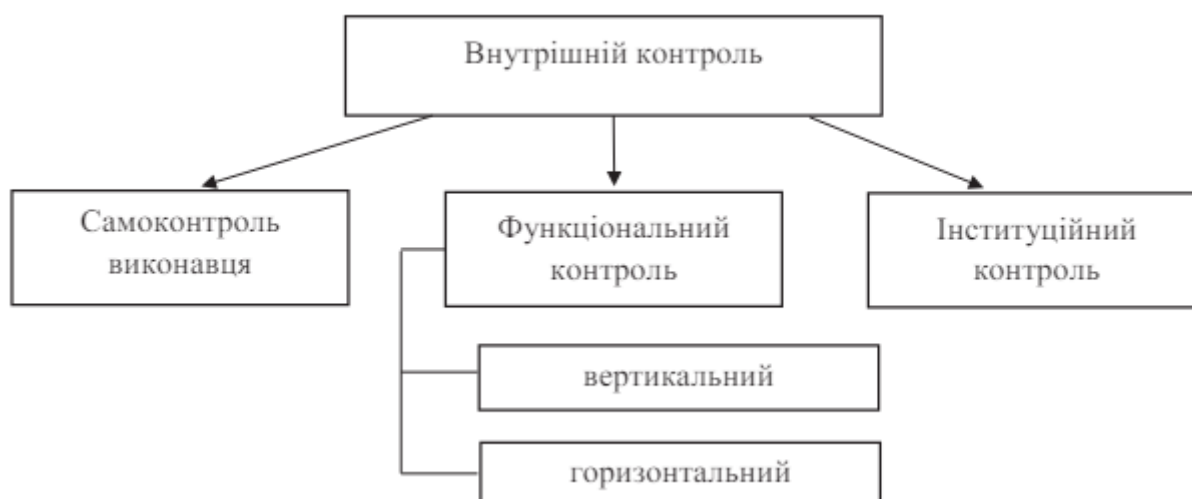 Внутрішній контроль
Самоконтроль
виконавця
Функціональний
контроль
Інституційний
контроль
вертикальний
горизонтальний